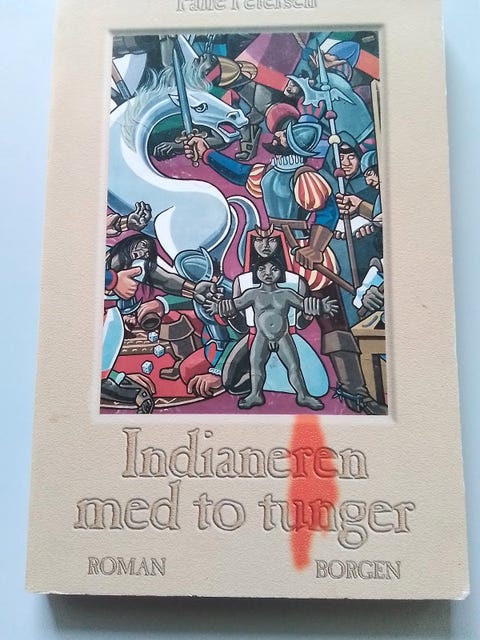 Palle Petersen
Indianeren
med to tunger
ROMAN BORGEN